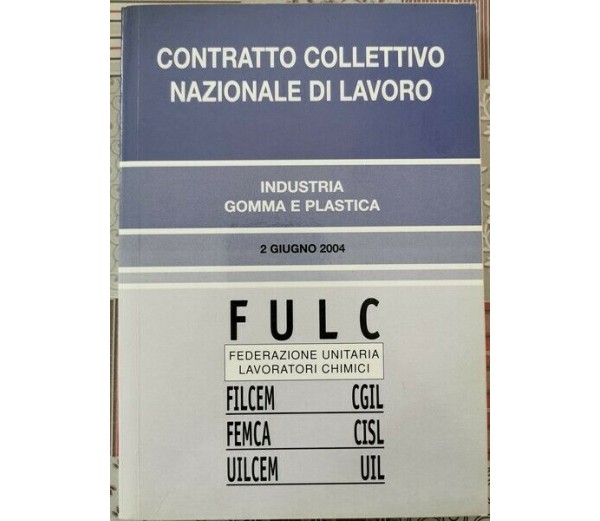 CONTRATTO COLLETTIVO
NAZIONALE DI LAVORO
INDUSTRIA
GOMMA E PLASTICA
2 GIUGNO 2004
FULC
FEDERAZIONE UNITARIA
LAVORATORI CHIMICI
FILCEM CGIL
FEMCA CISL
UILCEM UIL